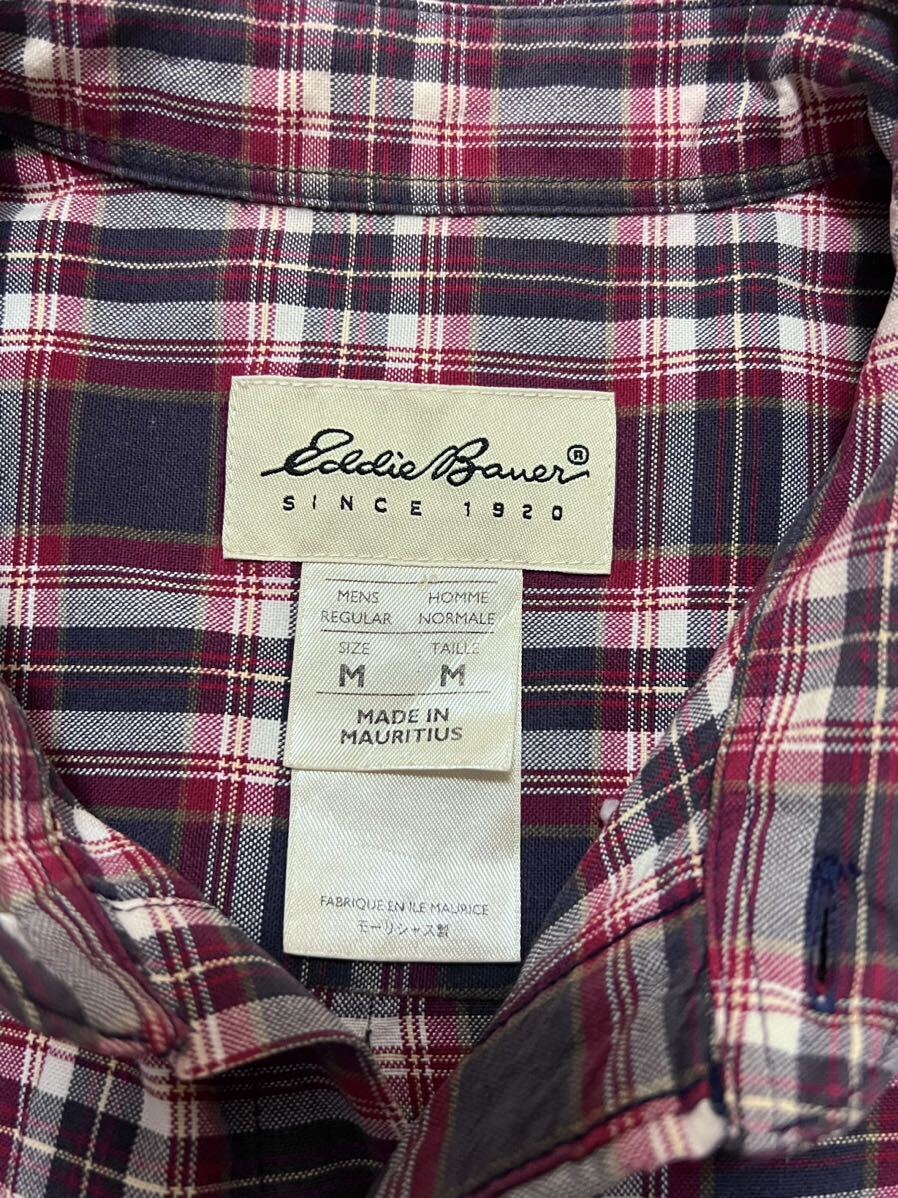 Eddie Bauer®
SINCE 1920
MENS HOMME
REGULAR NORMALE
SIZE TAILLE
M M
MADE IN
MAURITIUS
FABRIQUE EN ILE MAURICE
モーリシャス製